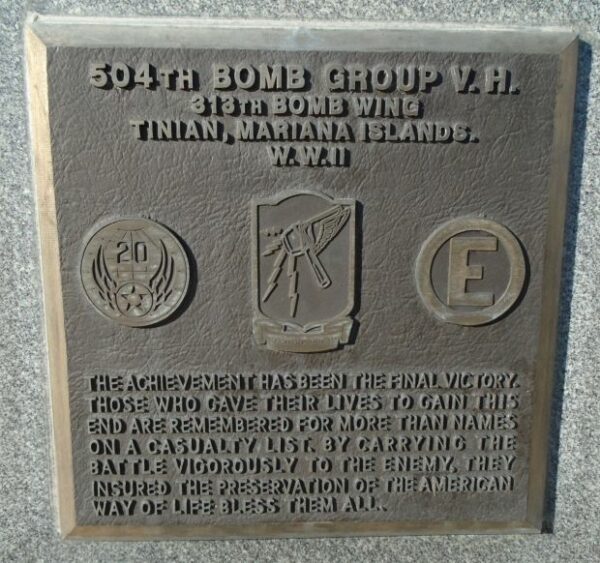 504TH BOMB GROUP V. H.
313TH BOMB WING
TINIAN, MARIANA ISLANDS.
W.W.II
20
E
THE ACHIEVEMENT HAS BEEN THE FINAL VICTORY.
THOSE WHO GAVE THEIR LIVES TO GAIN THIS
END ARE REMEMBERED FOR MORE THAN NAMES
ON A CASUALTY LIST. BY CARRYING THE
BATTLE VIGOROUSLY TO THE ENEMY, THEY
INSURED THE PRESERVATION OF THE AMERICAN
WAY OF LIFE BLESS THEM ALL.